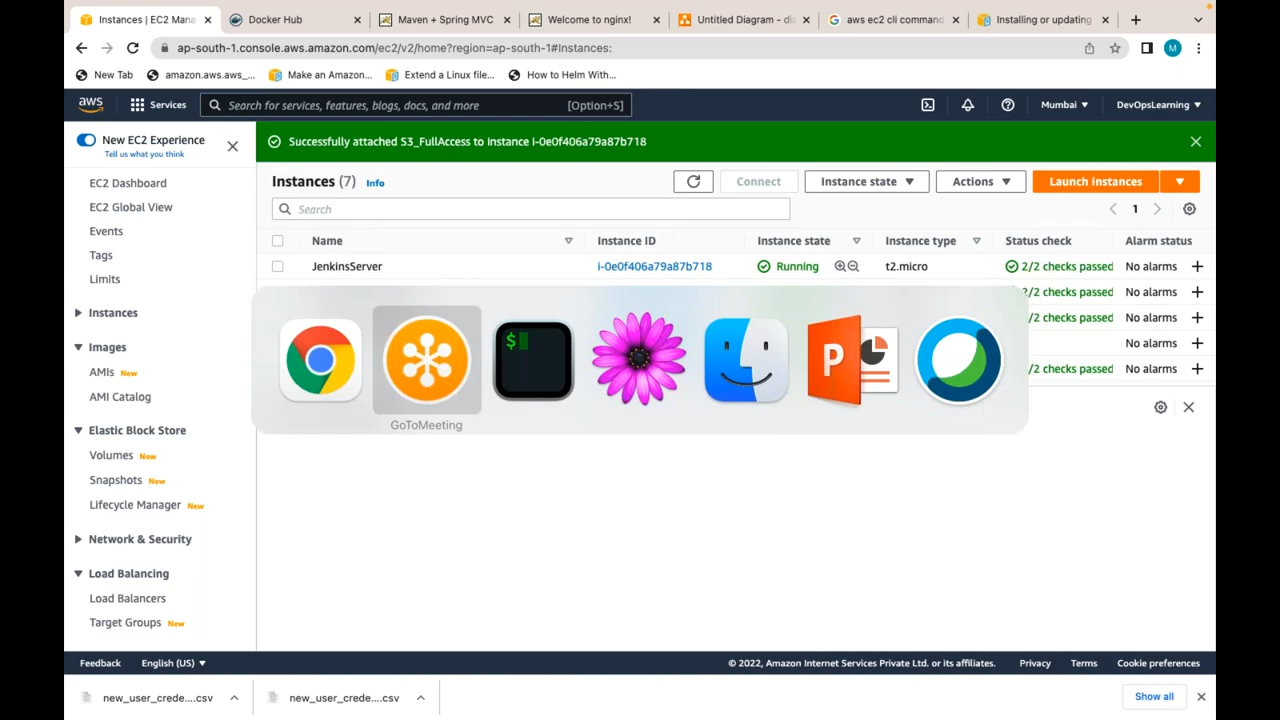 Instances | EC2 Mana
Docker Hub
Maven + Spring MVC
Welcome to nginx!
Untitled Diagram - di
aws ec2 cli command
Installing or updating
ap-south-1.console.aws.amazon.com/ec2/v2/home?region=ap-south-1#Instances:
M
New Tab
amazon.aws.aws_...
Make an Amazon...
Extend a Linux file...
How to Helm With...
aws
Services
Search for services, features, blogs, docs, and more
[Option+S]
Mumbai
DevOpsLearning
New EC2 Experience
Tell us what you think
Successfully attached S3_FullAccess to instance i-0e0f406a79a87b718
EC2 Dashboard
EC2 Global View
Events
Tags
Limits
Instances
Images
AMIs New
AMI Catalog
Elastic Block Store
Volumes New
Snapshots New
Lifecycle Manager New
Network & Security
Load Balancing
Load Balancers
Target Groups New
Instances (7) Info
Connect
Instance state
Actions
Launch instances
Search
1
Name
Instance ID
Instance state
Instance type
Status check
Alarm status
JenkinsServer
i-0e0f406a79a87b718
Running
t2.micro
2/2 checks passed
No alarms
2/2 checks passed
No alarms
/2 checks passed
No alarms
No alarms
/2 checks passed
No alarms
$
P
GoToMeeting
Feedback
English (US)
© 2022, Amazon Internet Services Private Ltd. or its affiliates.
Privacy
Terms
Cookie preferences
new_user_crede....csv
new_user_crede....csv
Show all